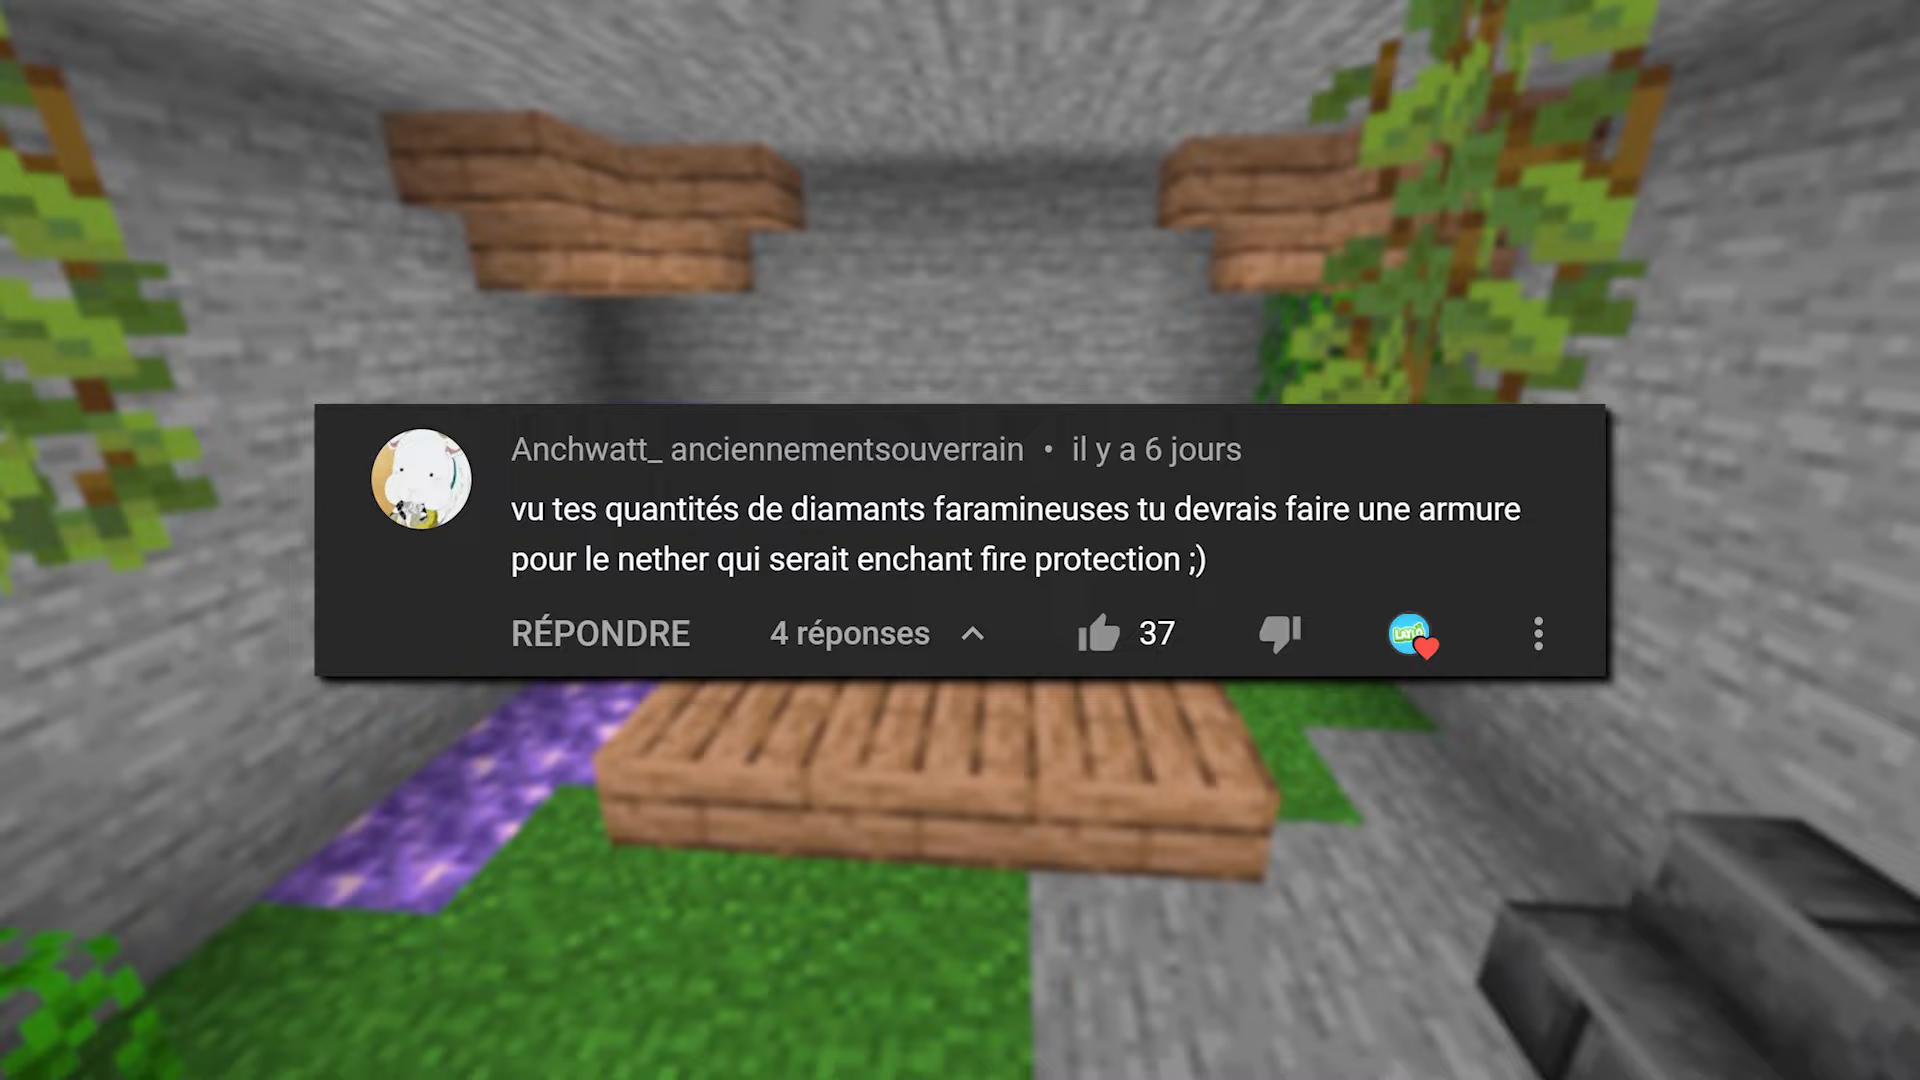 Anchwatt_ anciennementsouverrain • il y a 6 jours
vu tes quantités de diamants faramineuses tu devrais faire une armure
pour le nether qui serait enchant fire protection ;)
RÉPONDRE 4 réponses 37 LAYLO